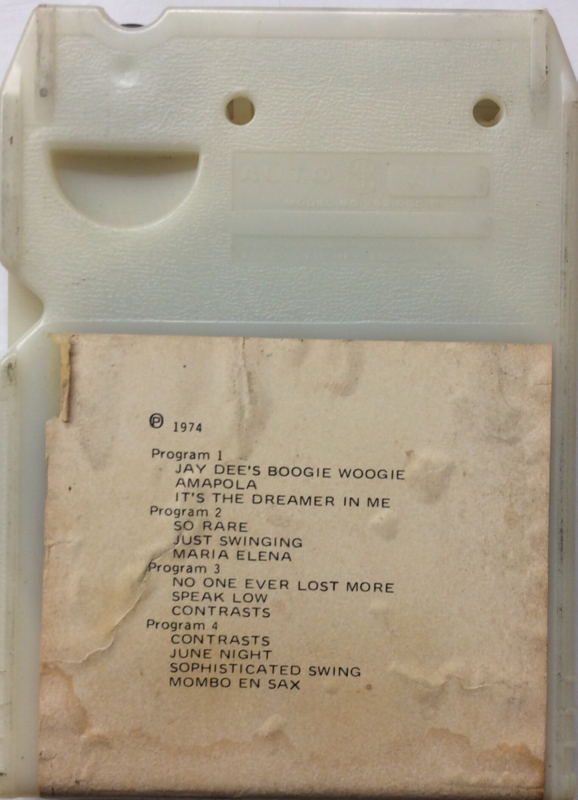 ℗ 1974
Program 1
JAY DEE'S BOOGIE WOOGIE
AMAPOLA
IT'S THE DREAMER IN ME
Program 2
SO RARE
JUST SWINGING
MARIA ELENA
Program 3
NO ONE EVER LOST MORE
SPEAK LOW
CONTRASTS
Program 4
CONTRASTS
JUNE NIGHT
SOPHISTICATED SWING
MOMBO EN SAX